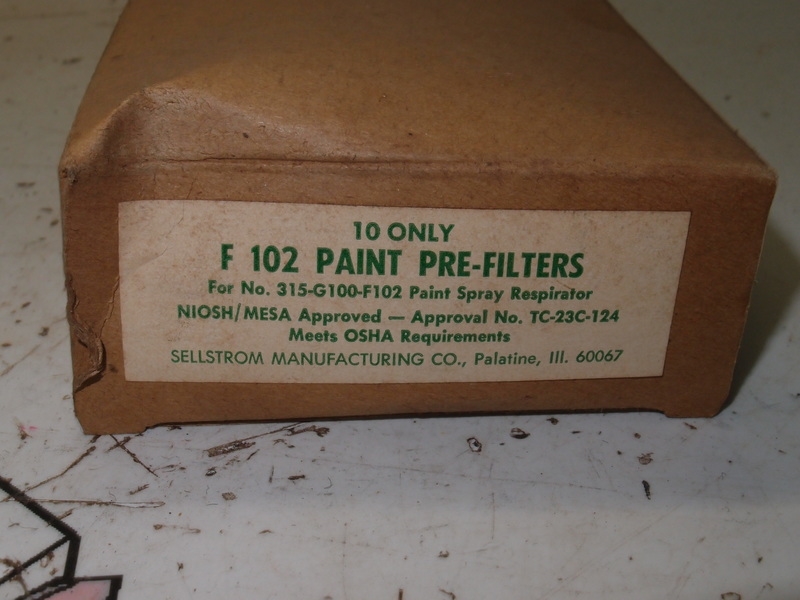 10 ONLY
F 102 PAINT PRE-FILTERS
For No. 315-G100-F102 Paint Spray Respirator
NIOSH/MESA Approved — Approval No. TC-23C-124
Meets OSHA Requirements
SELLSTROM MANUFACTURING CO., Palatine, Ill. 60067